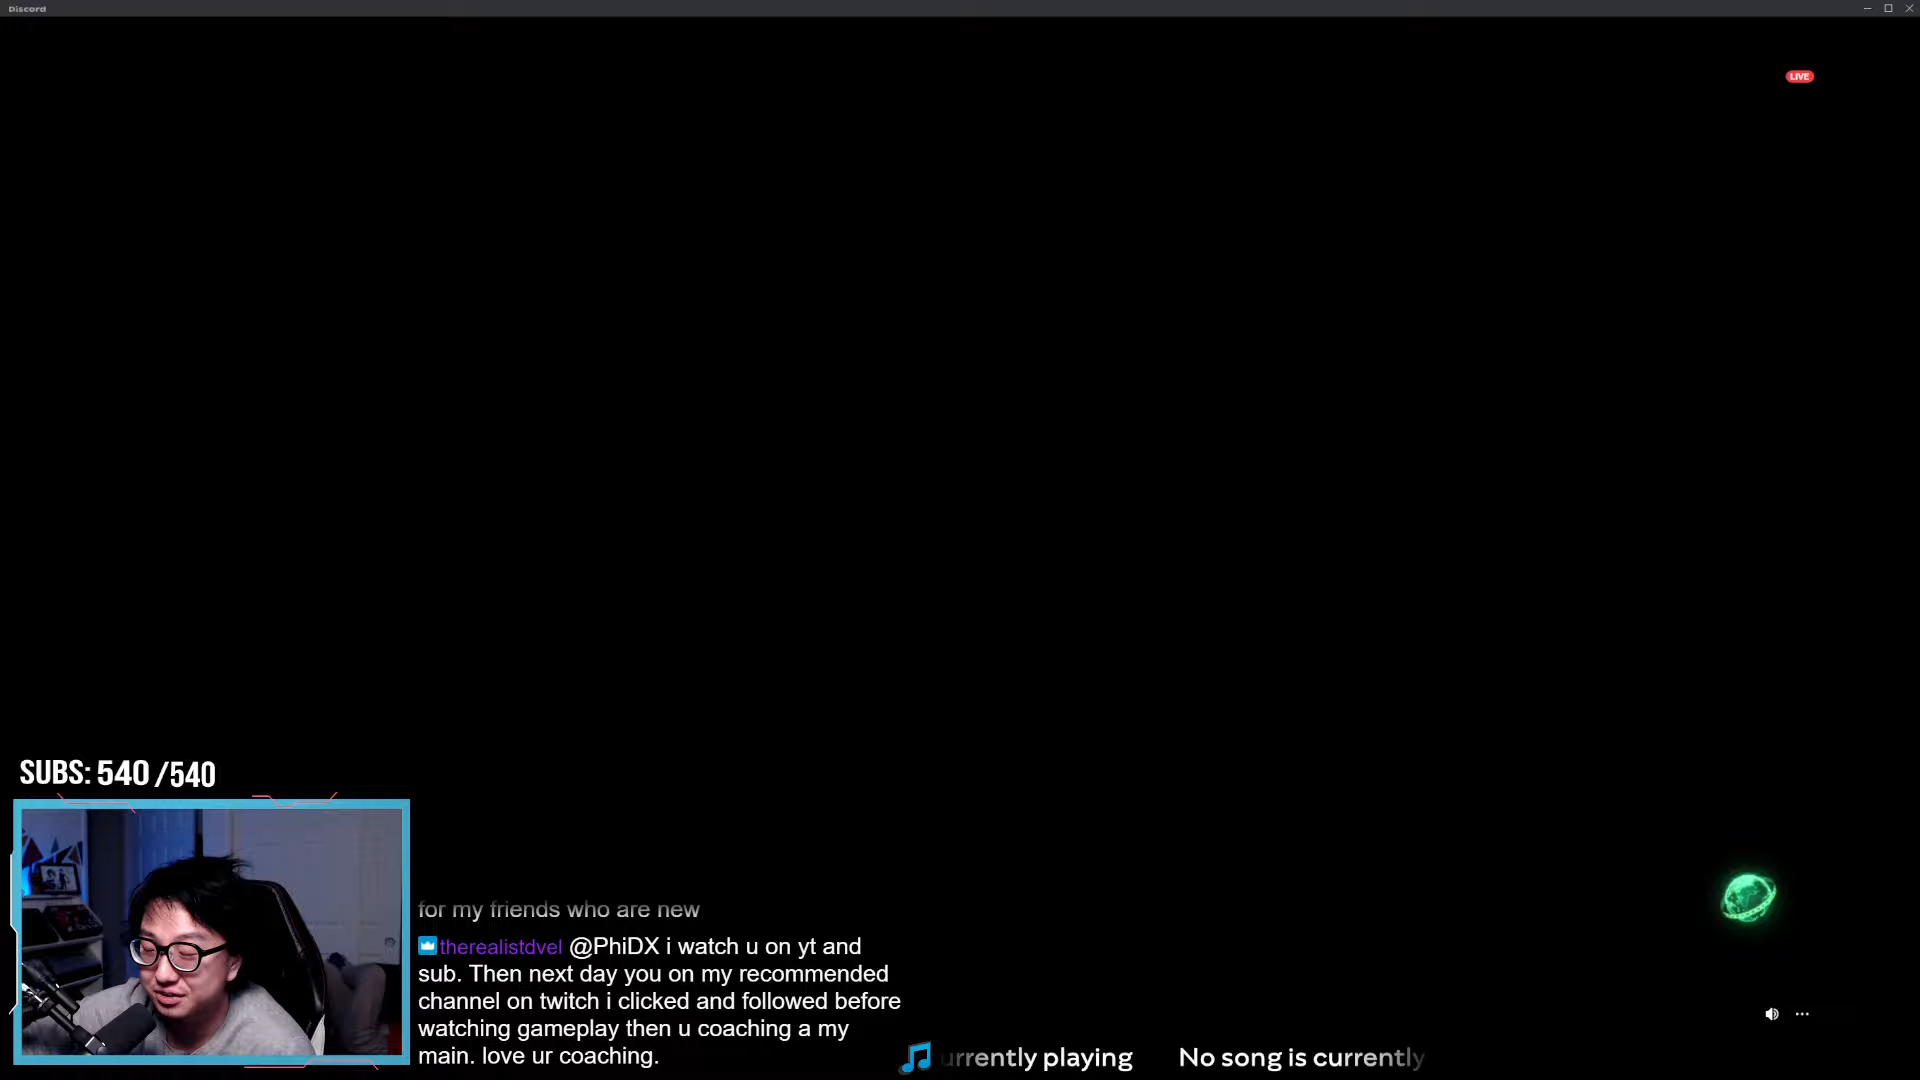 Discord
LIVE
SUBS: 540 /540
for my friends who are new
therealistdvel @PhiDX i watch u on yt and
sub. Then next day you on my recommended
channel on twitch i clicked and followed before
watching gameplay then u coaching a my
main. love ur coaching.
urrently playing No song is currently